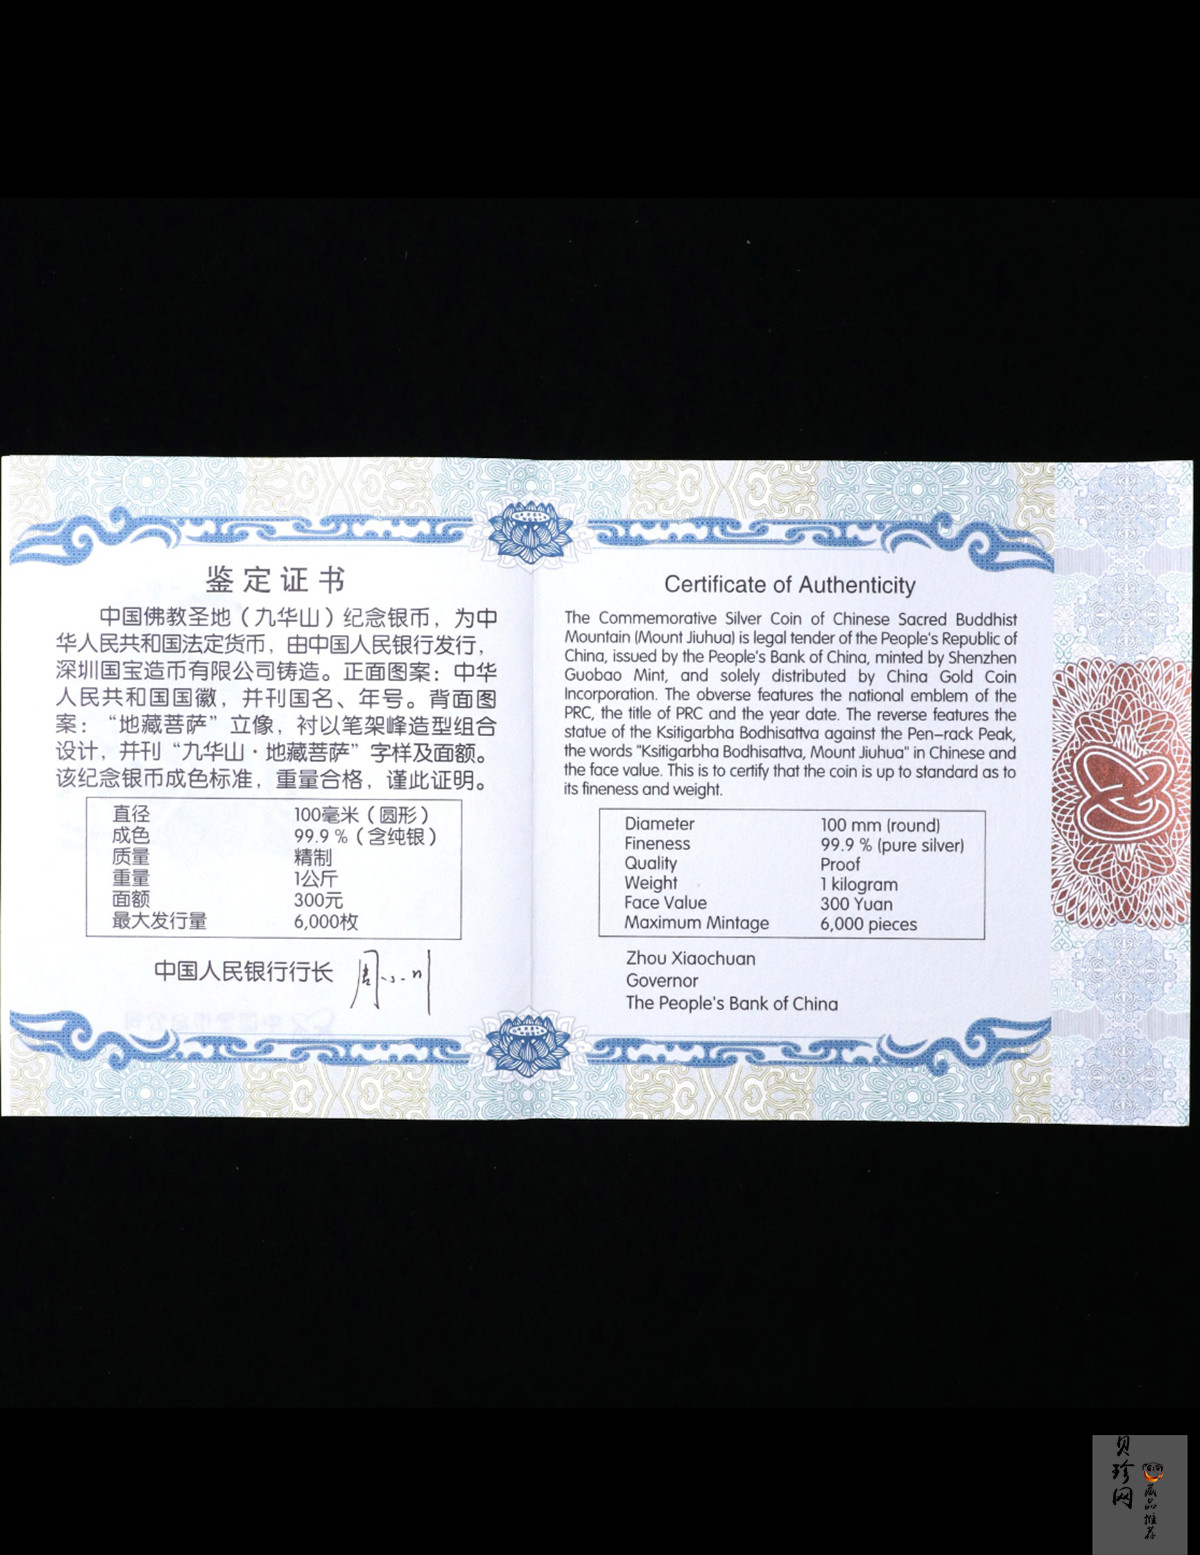 鉴定证书
中国佛教圣地（九华山）纪念银币，为中
华人民共和国法定货币，由中国人民银行发行，
深圳国宝造币有限公司铸造。正面图案：中华
人民共和国国徽，并刊国名、年号。背面图
案：“地藏菩萨”立像，衬以笔架峰造型组合
设计，并刊“九华山·地藏菩萨”字样及面额。
该纪念银币成色标准，重量合格，谨此证明。
直径 100毫米（圆形）
成色 99.9％（含纯银）
质量 精制
重量 1公斤
面额 300元
最大发行量 6,000枚
中国人民银行行长 周小川
Certificate of Authenticity
The Commemorative Silver Coin of Chinese Sacred Buddhist
Mountain (Mount Jiuhua) is legal tender of the People's Republic of
China, issued by the People's Bank of China, minted by Shenzhen
Guobao Mint, and solely distributed by China Gold Coin
Incorporation. The obverse features the national emblem of the
PRC, the title of PRC and the year date. The reverse features the
statue of the Ksitigarbha Bodhisattva against the Pen-rack Peak,
the words "Ksitigarbha Bodhisattva, Mount Jiuhua" in Chinese and
the face value. This is to certify that the coin is up to standard as to
its fineness and weight.
Diameter 100 mm (round)
Fineness 99.9 % (pure silver)
Quality Proof
Weight 1 kilogram
Face Value 300 Yuan
Maximum Mintage 6,000 pieces
Zhou Xiaochuan
Governor
The People's Bank of China
贝珍网
藏品推荐